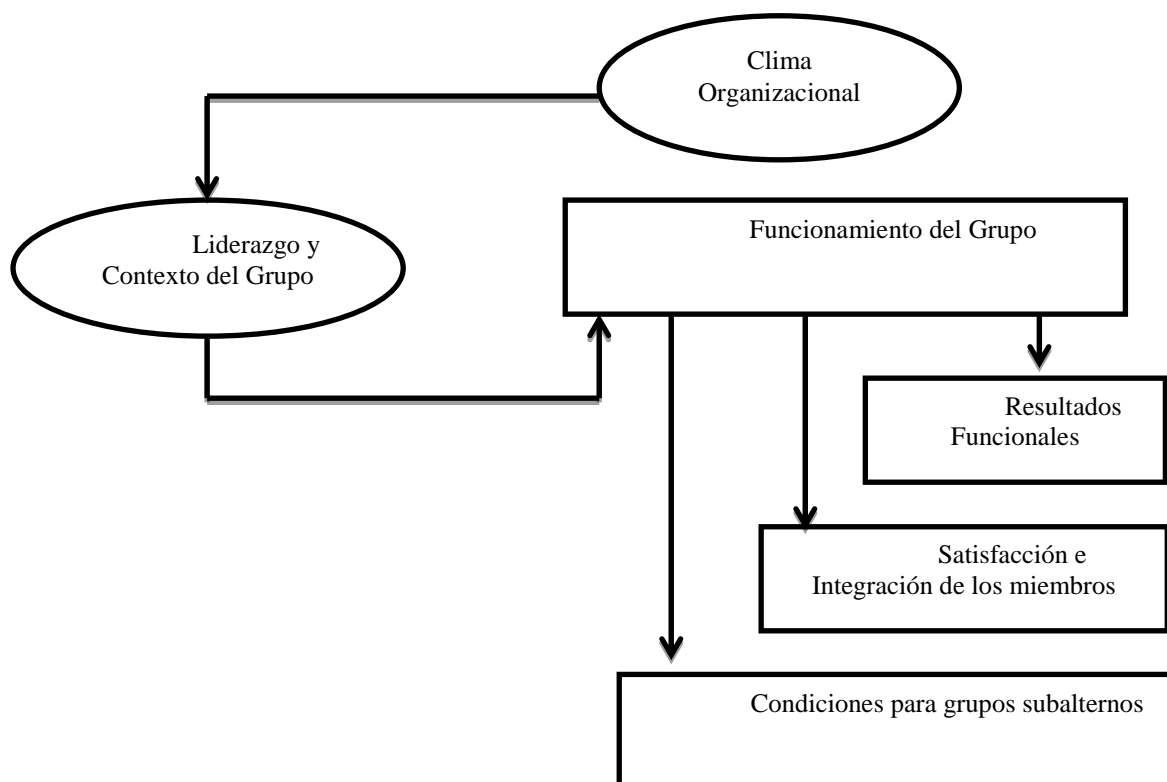 Clima
Organizacional
Liderazgo y
Contexto del Grupo
Funcionamiento del Grupo
Resultados
Funcionales
Satisfacción e
Integración de los miembros
Condiciones para grupos subalternos